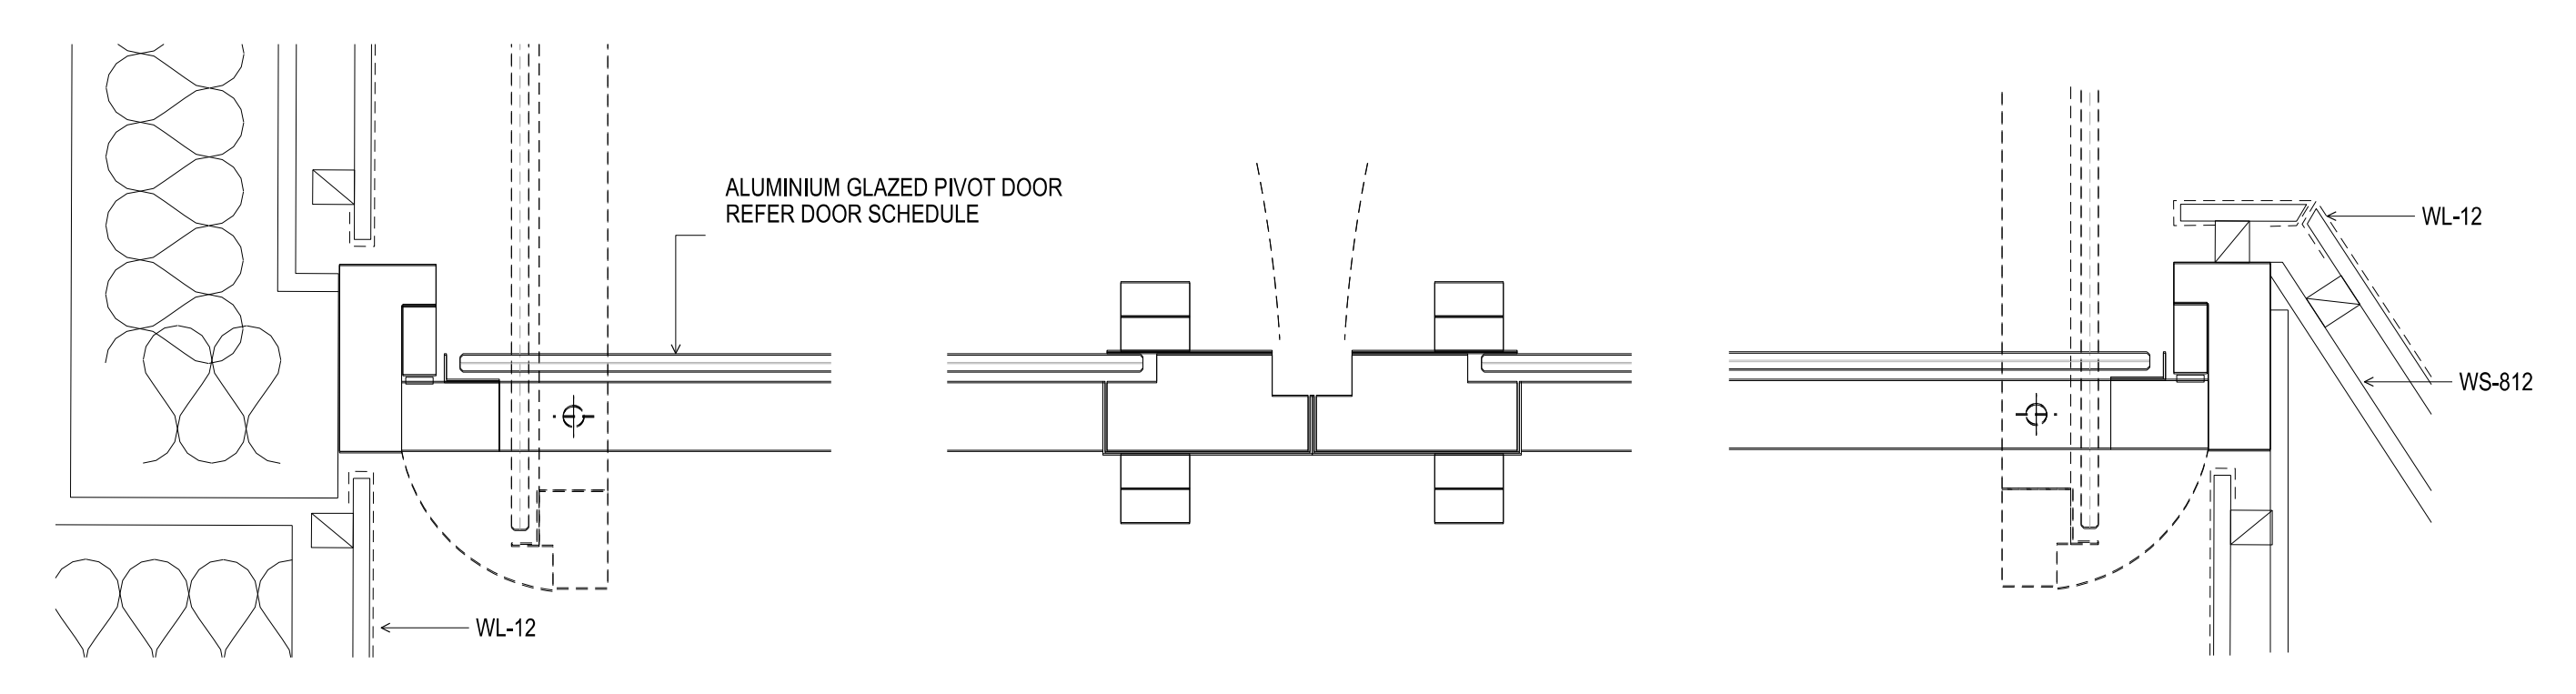 ALUMINIUM GLAZED PIVOT DOOR
REFER DOOR SCHEDULE
WL-12
WS-812
WL-12